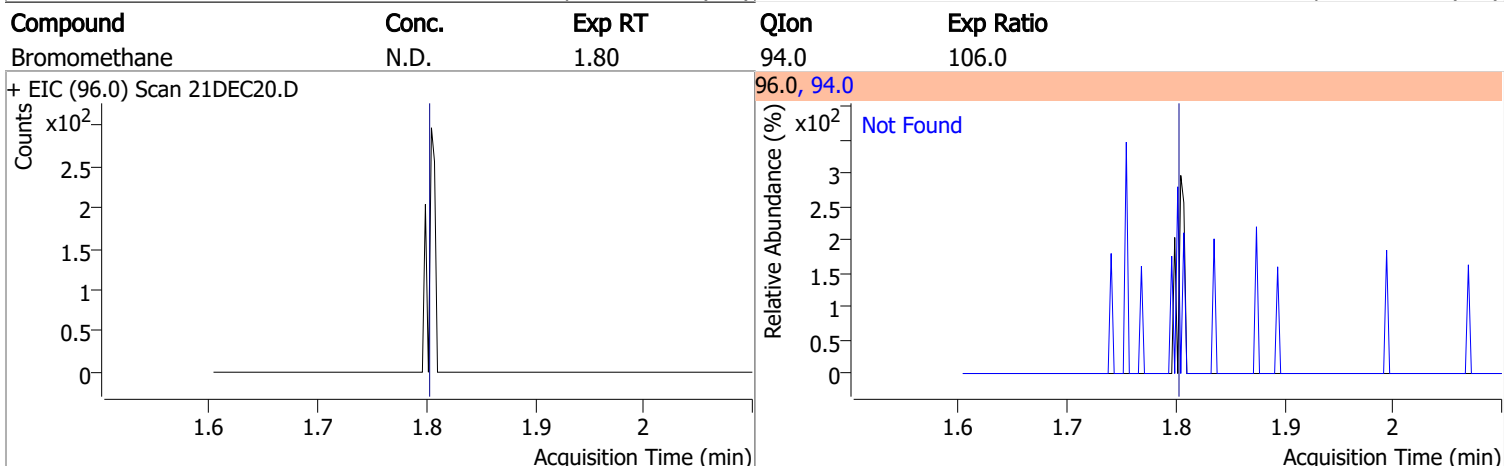 Compound Conc. Exp RT QIon Exp Ratio
Bromomethane N.D. 1.80 94.0 106.0
+ EIC (96.0) Scan 21DEC20.D
Counts
x10²
2.5
2
1.5
1
0.5
0
1.6 1.7 1.8 1.9 2
Acquisition Time (min)
96.0, 94.0
Relative Abundance (%)
x10²
Not Found
3
2.5
2
1.5
1
0.5
0
1.6 1.7 1.8 1.9 2
Acquisition Time (min)